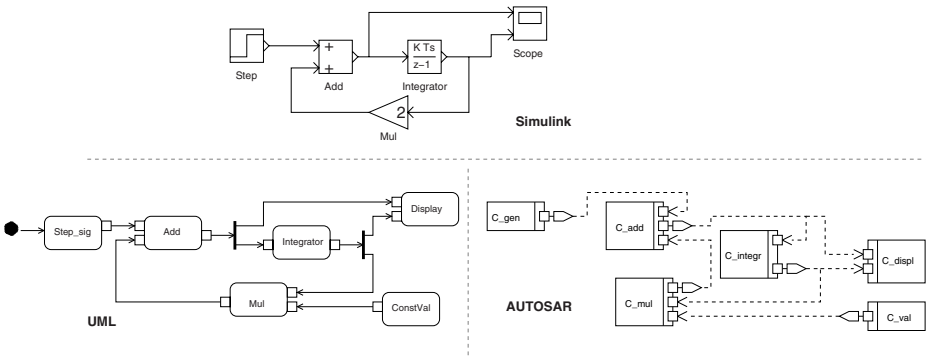 Step
+
+
Add
K Ts
z−1
Integrator
Scope
2
Mul
Simulink
Step_sig
Add
Integrator
Display
Mul
ConstVal
UML
C_gen
C_add
C_integr
C_displ
C_mul
C_val
AUTOSAR